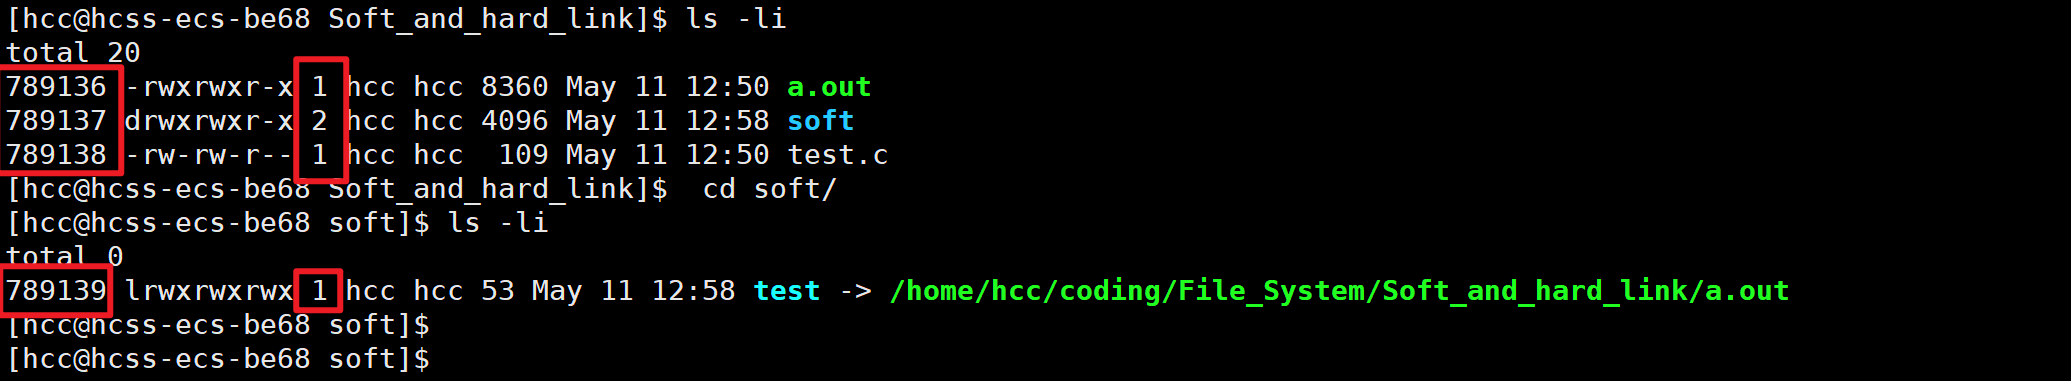 [hcc@hcss-ecs-be68 Soft_and_hard_link]$ ls -li
total 20
789136 -rwxrwxr-x 1 hcc hcc 8360 May 11 12:50 a.out
789137 drwxrwxr-x 2 hcc hcc 4096 May 11 12:58 soft
789138 -rw-rw-r-- 1 hcc hcc  109 May 11 12:50 test.c
[hcc@hcss-ecs-be68 Soft_and_hard_link]$  cd soft/
[hcc@hcss-ecs-be68 soft]$ ls -li
total 0
789139 lrwxrwxrwx 1 hcc hcc 53 May 11 12:58 test -> /home/hcc/coding/File_System/Soft_and_hard_link/a.out
[hcc@hcss-ecs-be68 soft]$
[hcc@hcss-ecs-be68 soft]$